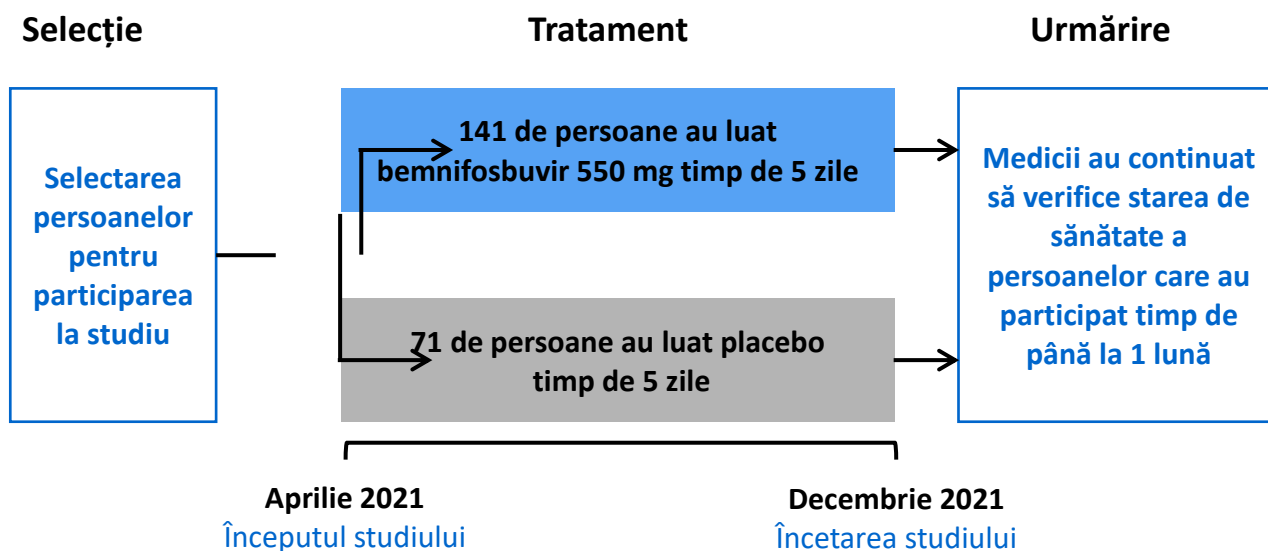 Selecție
Tratament
Urmărire
Selectarea
persoanelor
pentru
participarea
la studiu
141 de persoane au luat
bemnifosbuvir 550 mg timp de 5 zile
71 de persoane au luat placebo
timp de 5 zile
Medicii au continuat
să verifice starea de
sănătate a
persoanelor care au
participat timp de
până la 1 lună
Aprilie 2021
Începutul studiului
Decembrie 2021
Încetarea studiului